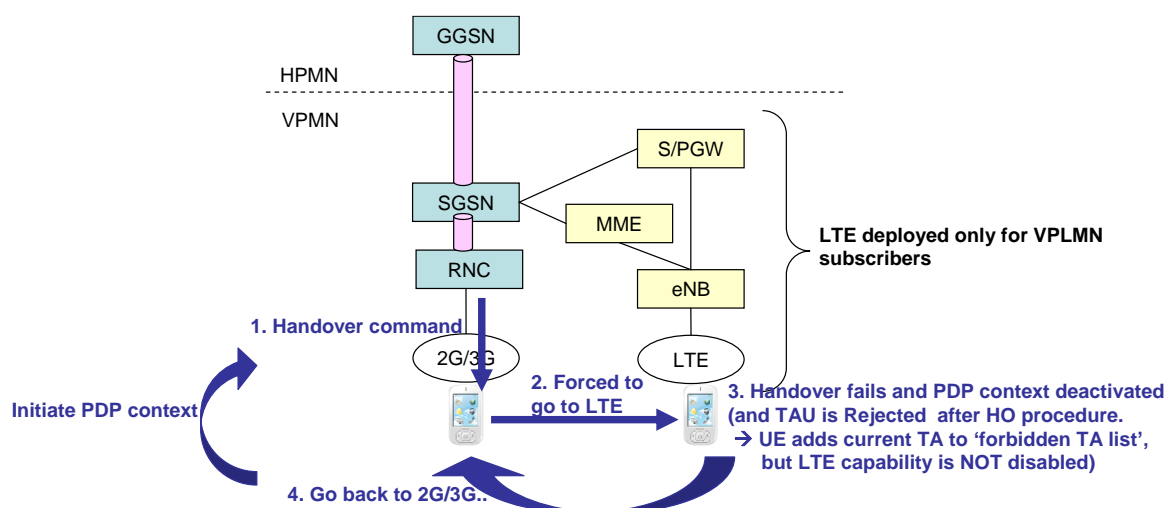 GGSN
HPMN
VPMN
S/PGW
SGSN
MME
LTE deployed only for VPLMN
subscribers
RNC
eNB
1. Handover command
2G/3G
LTE
2. Forced to
go to LTE
3. Handover fails and PDP context deactivated
(and TAU is Rejected after HO procedure.
→ UE adds current TA to ‘forbidden TA list’,
but LTE capability is NOT disabled)
Initiate PDP context
4. Go back to 2G/3G..